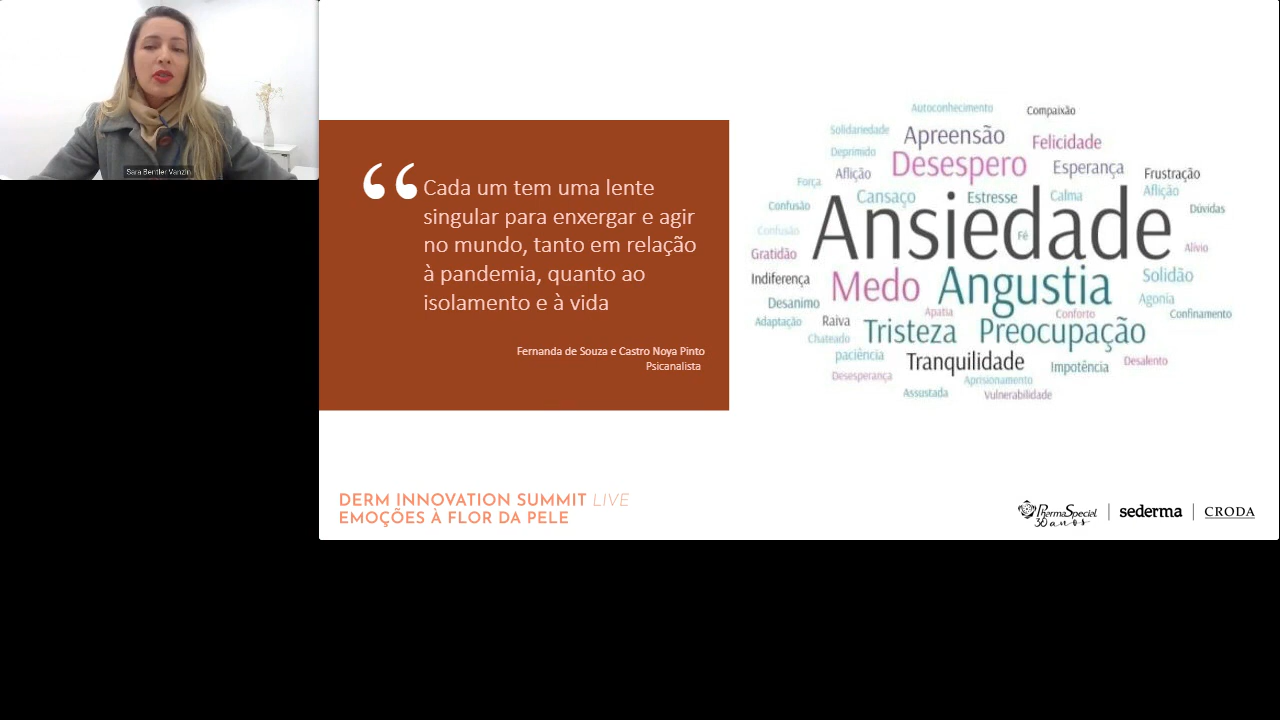 Sara Bentler Vanzin
“ Cada um tem uma lente
singular para enxergar e agir
no mundo, tanto em relação
à pandemia, quanto ao
isolamento e à vida
Fernanda de Souza e Castro Noya Pinto
Psicanalista
Autoconhecimento
Compaixão
Solidariedade
Apreensão
Felicidade
Deprimido
Desespero
Esperança
Frustração
Força
Aflição
Cansaço
Estresse
Calma
Aflição
Confusão
Ansiedade
Dúvidas
Confusão
Fé
Gratidão
Alívio
Indiferença
Medo
Angustia
Solidão
Desanimo
Agonia
Adaptação
Raiva
Apatia
Conforto
Confinamento
Chateado
Tristeza
Preocupação
paciência
Tranquilidade
Impotência
Desalento
Desesperança
Aprisionamento
Assustada
Vulnerabilidade
DERM INNOVATION SUMMIT LIVE
EMOÇÕES À FLOR DA PELE
PharmaSpecial
30 anos
sederma
CRODA